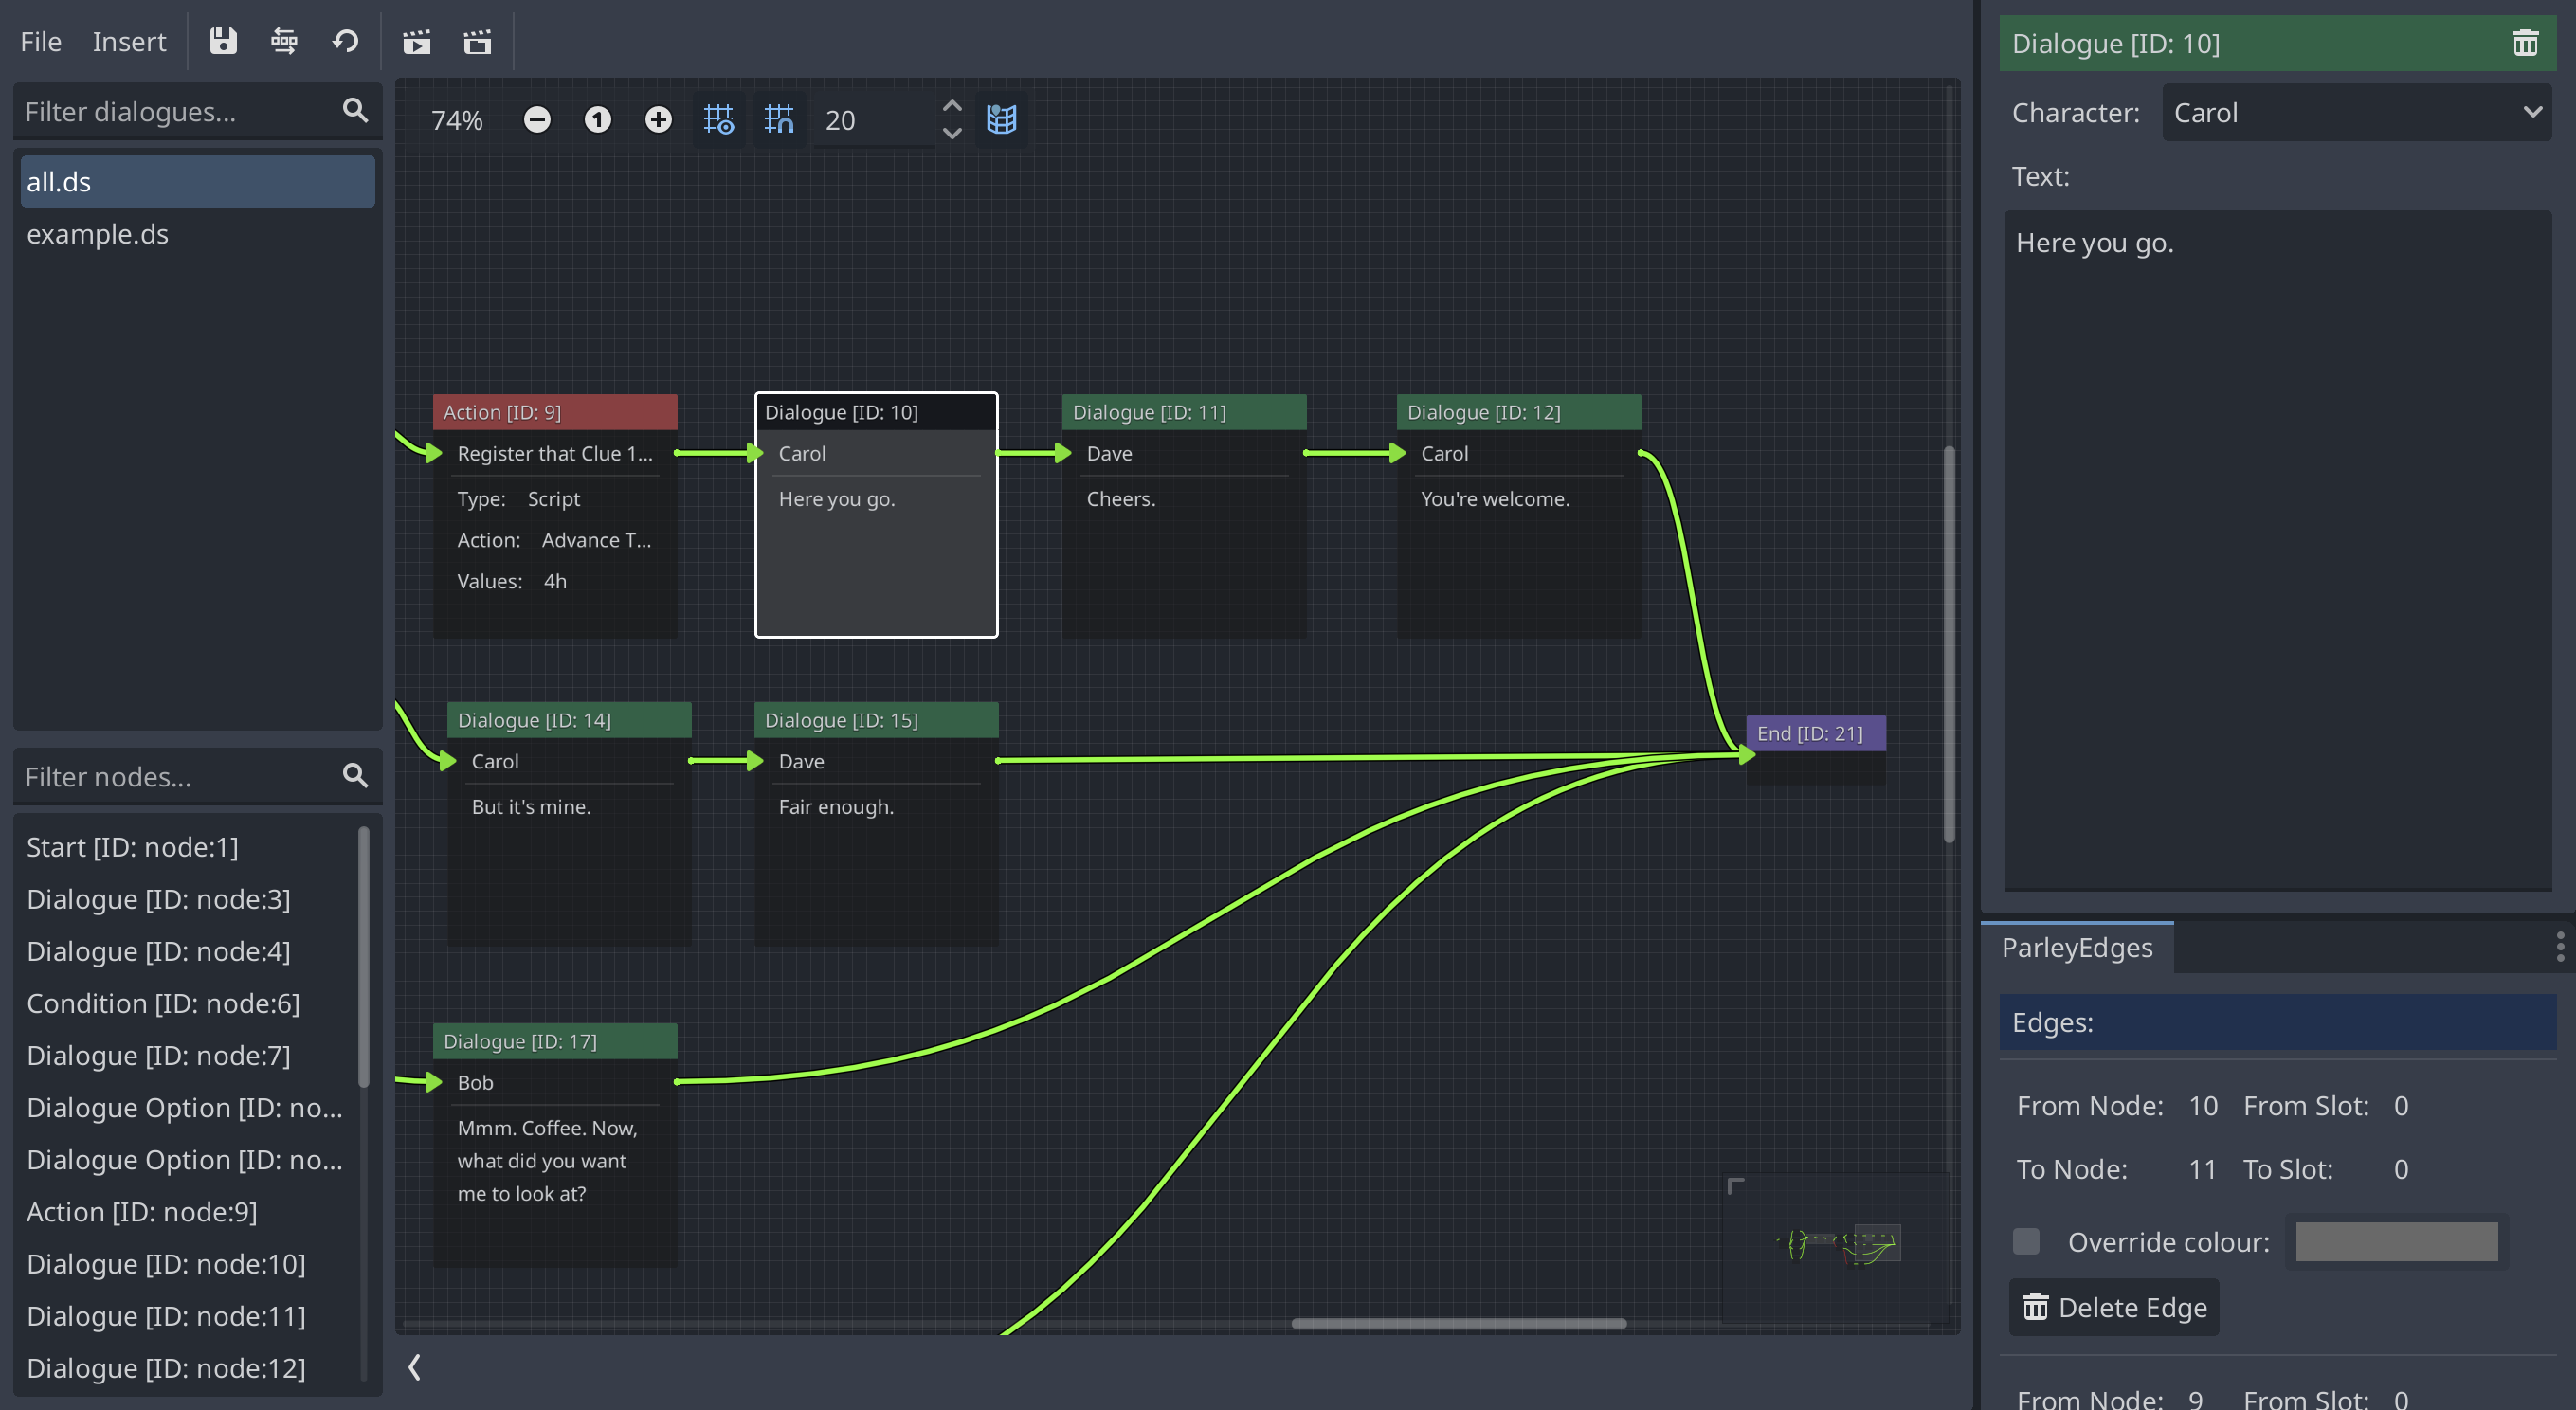 File Insert
Filter dialogues...
all.ds
example.ds
Filter nodes...
Start [ID: node:1]
Dialogue [ID: node:3]
Dialogue [ID: node:4]
Condition [ID: node:6]
Dialogue [ID: node:7]
Dialogue Option [ID: no...
Dialogue Option [ID: no...
Action [ID: node:9]
Dialogue [ID: node:10]
Dialogue [ID: node:11]
Dialogue [ID: node:12]
74% 1 20
Action [ID: 9]
Register that Clue 1...
Type: Script
Action: Advance T...
Values: 4h
Dialogue [ID: 10]
Carol
Here you go.
Dialogue [ID: 11]
Dave
Cheers.
Dialogue [ID: 12]
Carol
You're welcome.
Dialogue [ID: 14]
Carol
But it's mine.
Dialogue [ID: 15]
Dave
Fair enough.
End [ID: 21]
Dialogue [ID: 17]
Bob
Mmm. Coffee. Now,
what did you want
me to look at?
Dialogue [ID: 10]
Character: Carol
Text:
Here you go.
ParleyEdges
Edges:
From Node: 10 From Slot: 0
To Node: 11 To Slot: 0
Override colour:
Delete Edge
From Node: 9 From Slot: 0